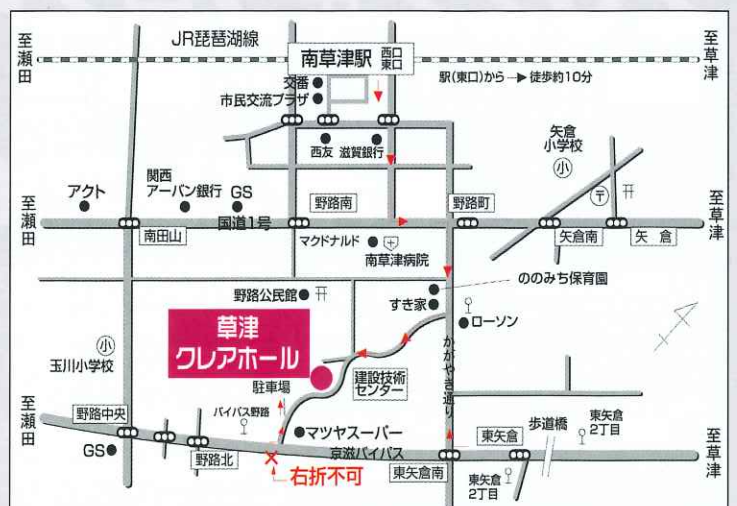 至瀬田
JR琵琶湖線
南草津駅
西口
東口
至草津
駅(東口)から→徒歩約10分
交番
市民交流プラザ
西友
滋賀銀行
矢倉
小学校
小
〒
アクト
関西
アーバン銀行
GS
国道1号
野路南
野路町
至瀬田
南田山
矢倉南
矢倉
至草津
マクドナルド
南草津病院
ののみち保育園
野路公民館
すき家
ローソン
草津
クレアホール
小
玉川小学校
建設技術
センター
かがやき通り
駐車場
野路中央
バイパス野路
マツヤスーパー
至瀬田
GS
野路北
京滋バイパス
右折不可
東矢倉南
東矢倉
歩道橋
東矢倉
2丁目
東矢倉
2丁目
至草津